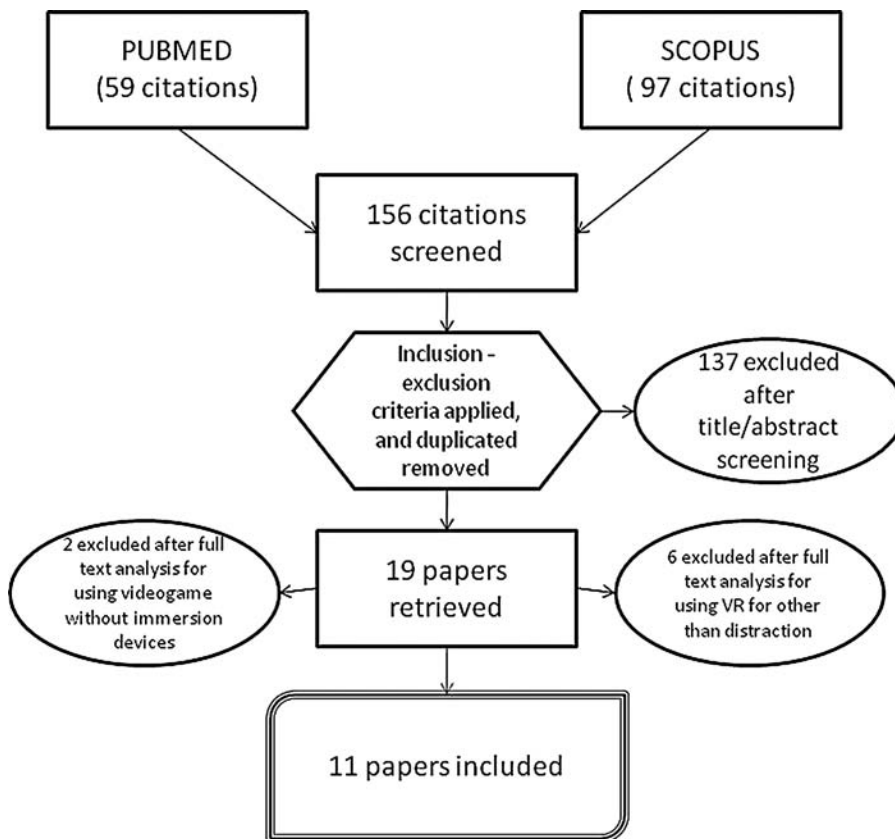 PUBMED
(59 citations)
SCOPUS
( 97 citations)
156 citations
screened
Inclusion -
exclusion
criteria applied,
and duplicated
removed
137 excluded
after
title/abstract
screening
2 excluded after full
text analysis for
using videogame
without immersion
devices
19 papers
retrieved
6 excluded after full
text analysis for
using VR for other
than distraction
11 papers included